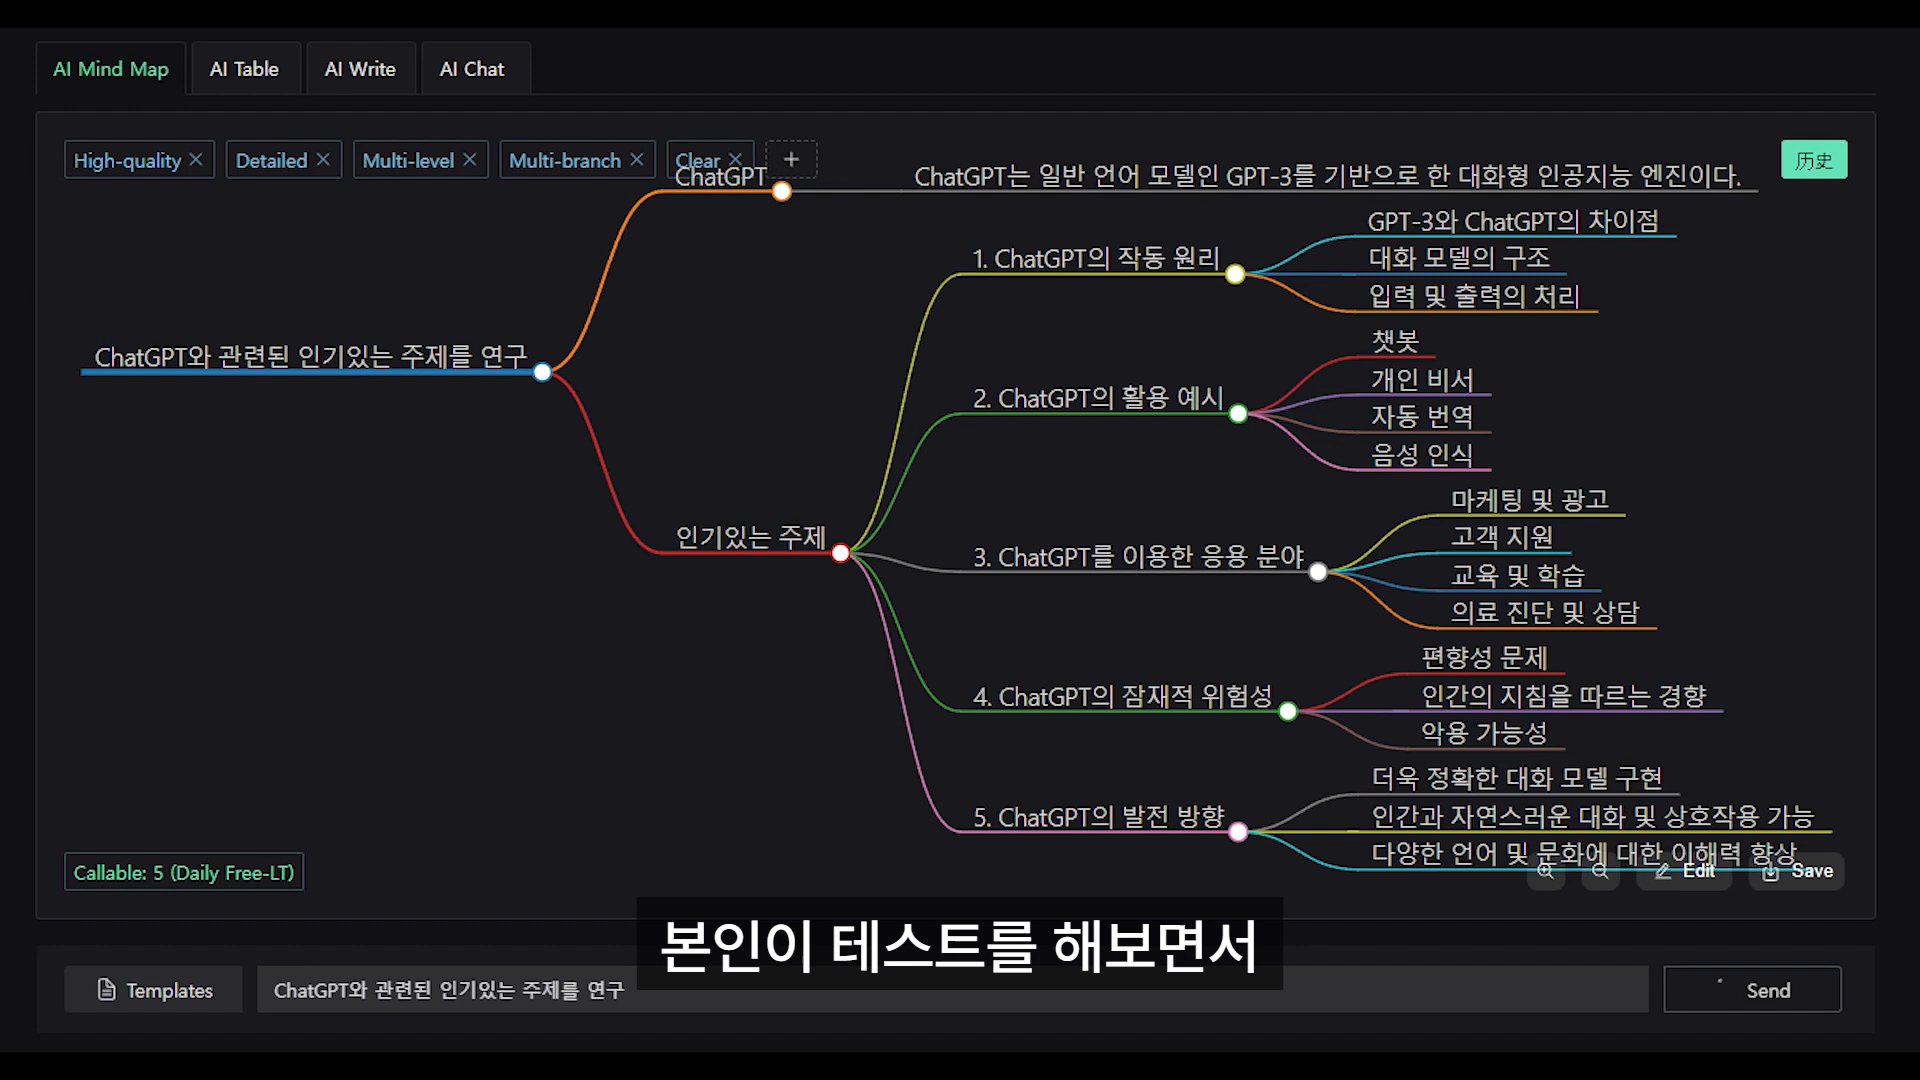 AI Mind Map
AI Table
AI Write
AI Chat
High-quality
Detailed
Multi-level
Multi-branch
Clear
历史
ChatGPT
ChatGPT는 일반 언어 모델인 GPT-3를 기반으로 한 대화형 인공지능 엔진이다.
ChatGPT와 관련된 인기있는 주제를 연구
인기있는 주제
1. ChatGPT의 작동 원리
GPT-3와 ChatGPT의 차이점
대화 모델의 구조
입력 및 출력의 처리
2. ChatGPT의 활용 예시
챗봇
개인 비서
자동 번역
음성 인식
3. ChatGPT를 이용한 응용 분야
마케팅 및 광고
고객 지원
교육 및 학습
의료 진단 및 상담
4. ChatGPT의 잠재적 위험성
편향성 문제
인간의 지침을 따르는 경향
악용 가능성
5. ChatGPT의 발전 방향
더욱 정확한 대화 모델 구현
인간과 자연스러운 대화 및 상호작용 가능
다양한 언어 및 문화에 대한 이해력 향상
Callable: 5 (Daily Free-LT)
Edit
Save
본인이 테스트를 해보면서
Templates
ChatGPT와 관련된 인기있는 주제를 연구
Send